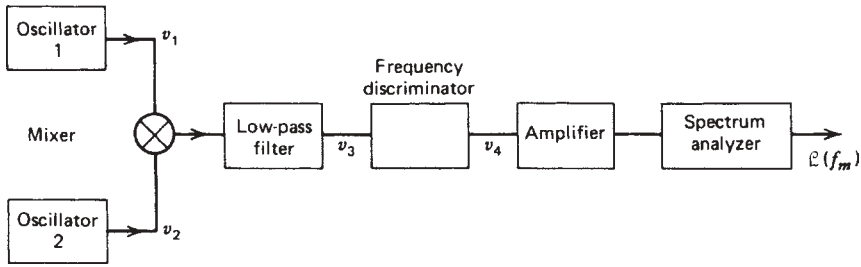 Oscillator
1
v₁
Frequency
discriminator
Mixer
Low-pass
filter
v₃
v₄
Amplifier
Spectrum
analyzer
ℒ(fₘ)
Oscillator
2
v₂